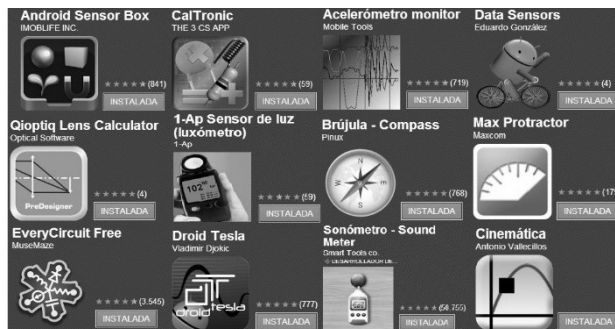 Android Sensor Box
IMOBLIFE INC.
(841)
INSTALADA
CalTronic
THE 3 CS APP
(59)
INSTALADA
Acelerómetro monitor
Mobile Tools
(719)
INSTALADA
Data Sensors
Eduardo González
(4)
INSTALADA
Qioptiq Lens Calculator
Optical Software
PreDesigner
(4)
INSTALADA
1-Ap Sensor de luz
(luxómetro)
1-Ap
102
(59)
INSTALADA
Brújula - Compass
Pinux
(768)
INSTALADA
Max Protractor
Maxcom
INSTALADA
EveryCircuit Free
MuseMaze
(3.545)
INSTALADA
Droid Tesla
Vladimir Djokic
droid tesla
(777)
INSTALADA
Sonómetro - Sound
Meter
Smart Tools co.
INSTALADA
Cinemática
Antonio Vallecillos
INSTALADA